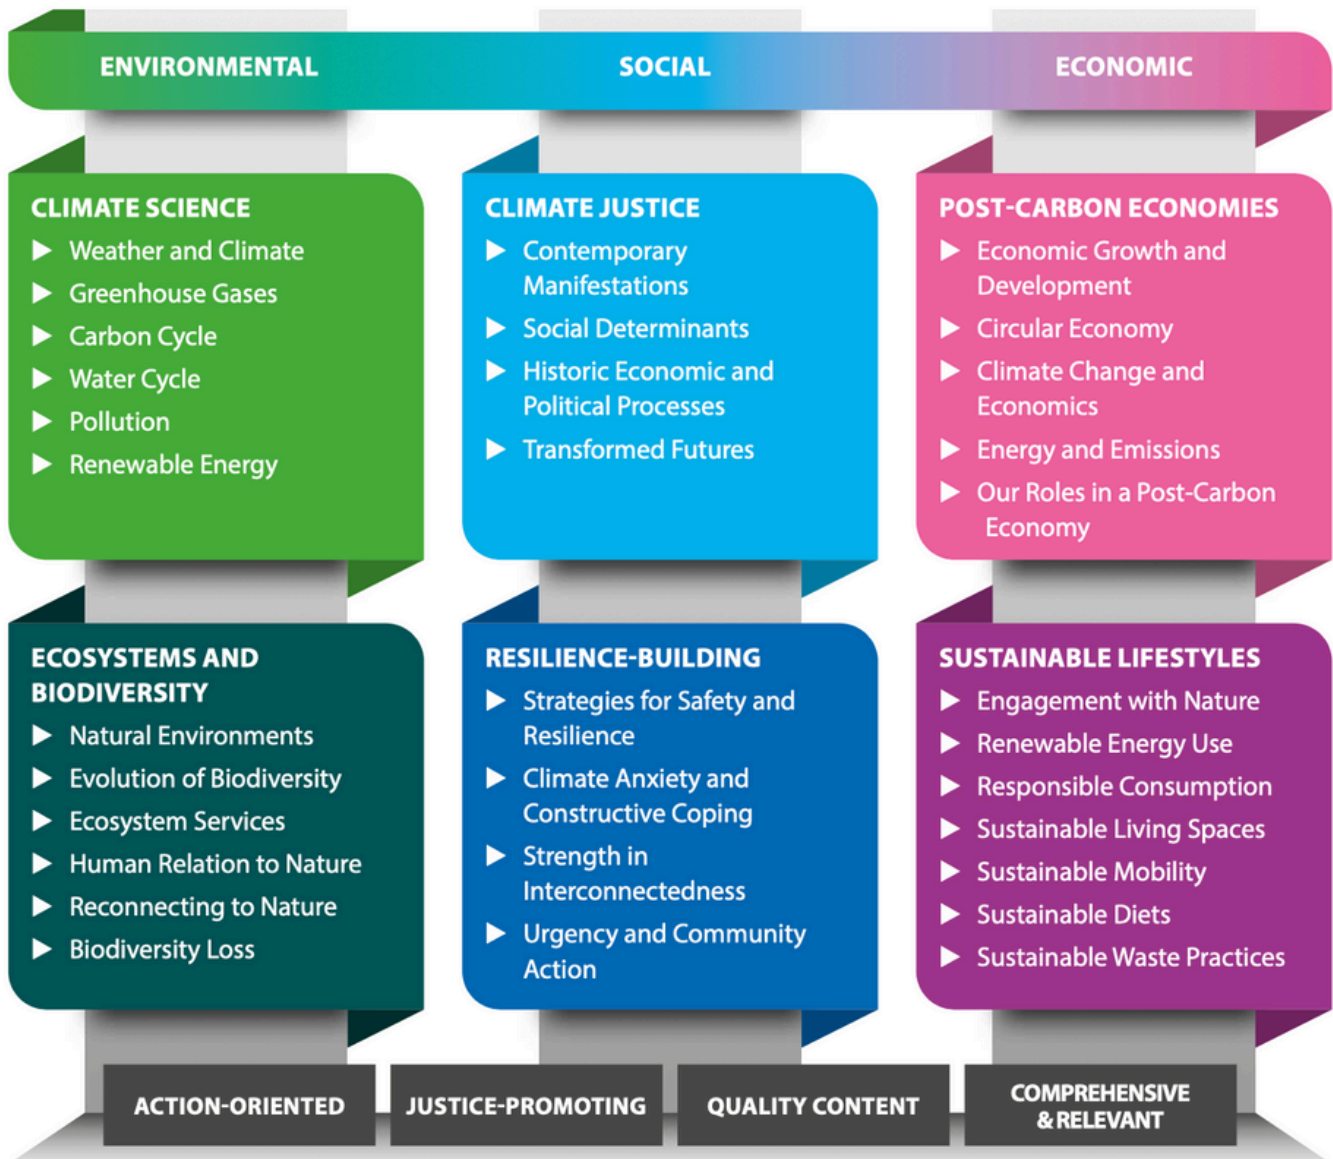 ENVIRONMENTAL
SOCIAL
ECONOMIC
CLIMATE SCIENCE
▶ Weather and Climate
▶ Greenhouse Gases
▶ Carbon Cycle
▶ Water Cycle
▶ Pollution
▶ Renewable Energy
CLIMATE JUSTICE
▶ Contemporary
Manifestations
▶ Social Determinants
▶ Historic Economic and
Political Processes
▶ Transformed Futures
POST-CARBON ECONOMIES
▶ Economic Growth and
Development
▶ Circular Economy
▶ Climate Change and
Economics
▶ Energy and Emissions
▶ Our Roles in a Post-Carbon
Economy
ECOSYSTEMS AND
BIODIVERSITY
▶ Natural Environments
▶ Evolution of Biodiversity
▶ Ecosystem Services
▶ Human Relation to Nature
▶ Reconnecting to Nature
▶ Biodiversity Loss
RESILIENCE-BUILDING
▶ Strategies for Safety and
Resilience
▶ Climate Anxiety and
Constructive Coping
▶ Strength in
Interconnectedness
▶ Urgency and Community
Action
SUSTAINABLE LIFESTYLES
▶ Engagement with Nature
▶ Renewable Energy Use
▶ Responsible Consumption
▶ Sustainable Living Spaces
▶ Sustainable Mobility
▶ Sustainable Diets
▶ Sustainable Waste Practices
ACTION-ORIENTED
JUSTICE-PROMOTING
QUALITY CONTENT
COMPREHENSIVE
& RELEVANT